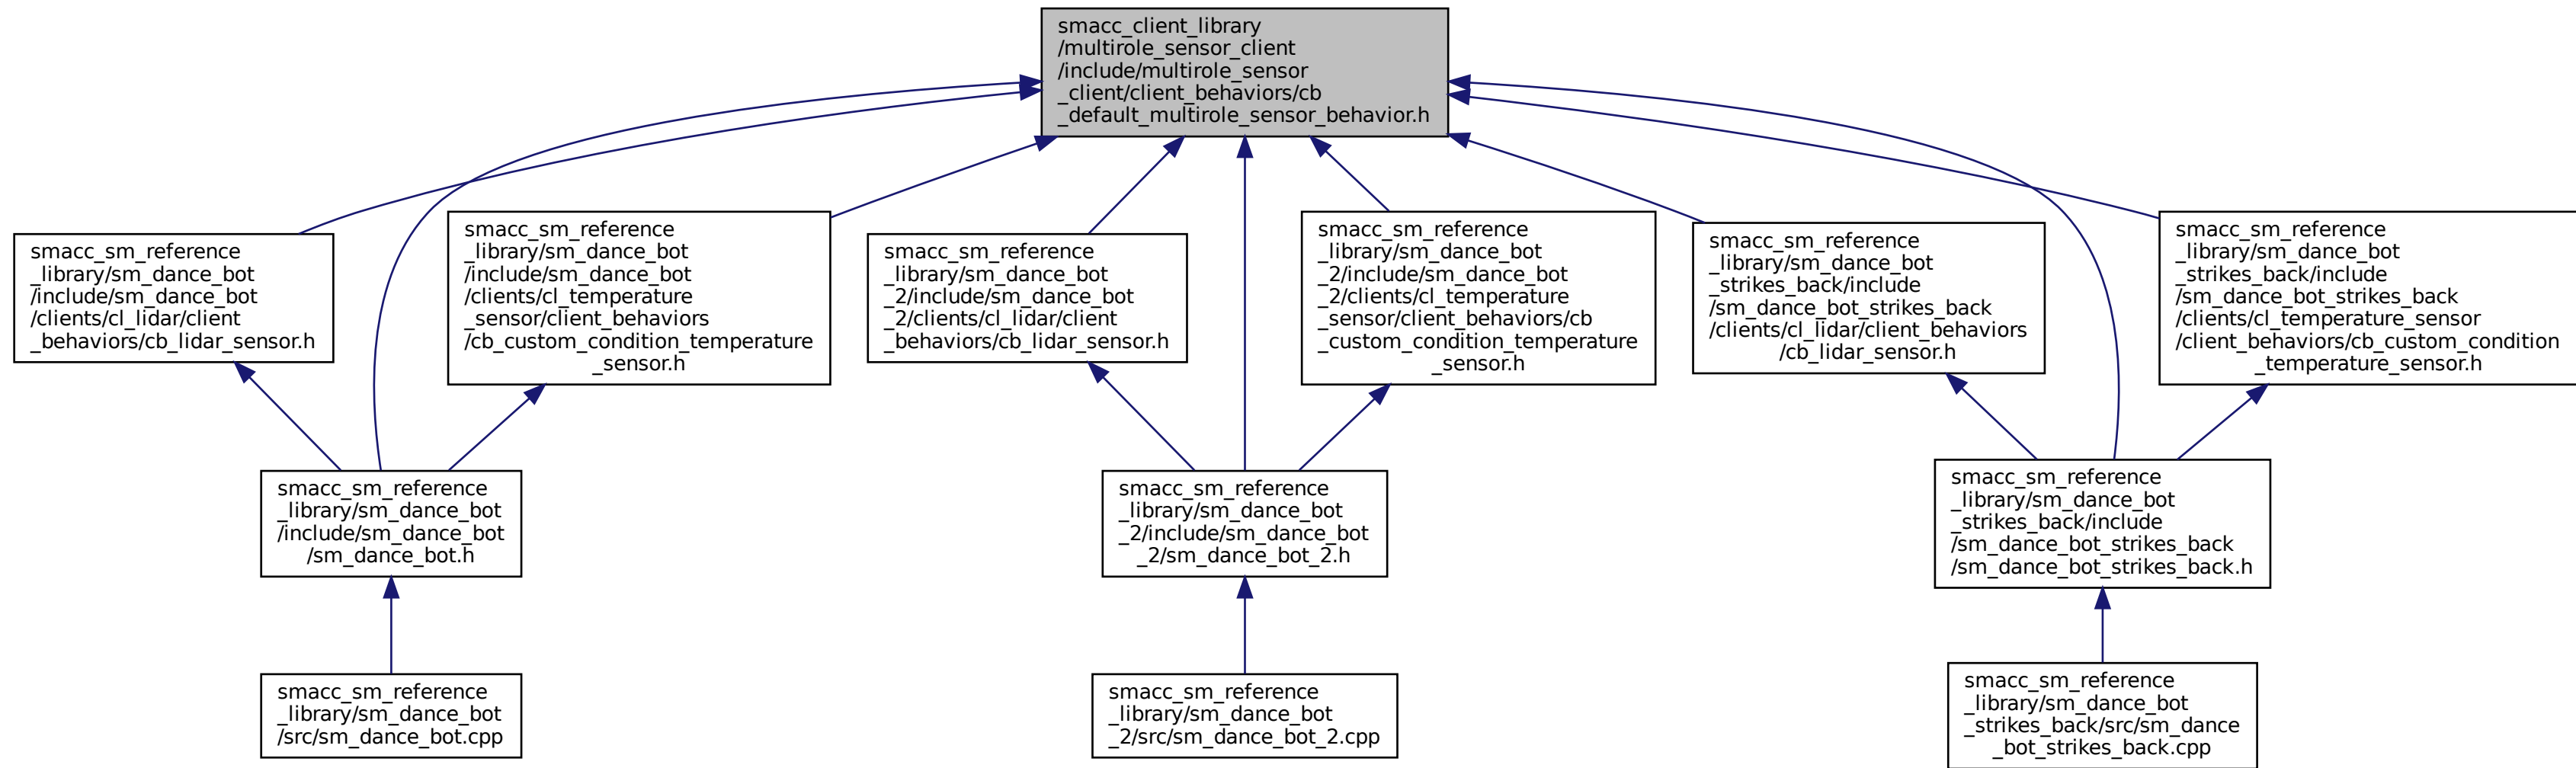 smacc_client_library
/multirole_sensor_client
/include/multirole_sensor
_client/client_behaviors/cb
_default_multirole_sensor_behavior.h
smacc_sm_reference
_library/sm_dance_bot
/include/sm_dance_bot
/clients/cl_lidar/client
_behaviors/cb_lidar_sensor.h
smacc_sm_reference
_library/sm_dance_bot
/include/sm_dance_bot
/clients/cl_temperature
_sensor/client_behaviors
/cb_custom_condition_temperature
_sensor.h
smacc_sm_reference
_library/sm_dance_bot
_2/include/sm_dance_bot
_2/clients/cl_lidar/client
_behaviors/cb_lidar_sensor.h
smacc_sm_reference
_library/sm_dance_bot
_2/include/sm_dance_bot
_2/clients/cl_temperature
_sensor/client_behaviors/cb
_custom_condition_temperature
_sensor.h
smacc_sm_reference
_library/sm_dance_bot
_strikes_back/include
/sm_dance_bot_strikes_back
/clients/cl_lidar/client_behaviors
/cb_lidar_sensor.h
smacc_sm_reference
_library/sm_dance_bot
_strikes_back/include
/sm_dance_bot_strikes_back
/clients/cl_temperature_sensor
/client_behaviors/cb_custom_condition
_temperature_sensor.h
smacc_sm_reference
_library/sm_dance_bot
/include/sm_dance_bot
/sm_dance_bot.h
smacc_sm_reference
_library/sm_dance_bot
_2/include/sm_dance_bot
_2/sm_dance_bot_2.h
smacc_sm_reference
_library/sm_dance_bot
_strikes_back/include
/sm_dance_bot_strikes_back
/sm_dance_bot_strikes_back.h
smacc_sm_reference
_library/sm_dance_bot
/src/sm_dance_bot.cpp
smacc_sm_reference
_library/sm_dance_bot
_2/src/sm_dance_bot_2.cpp
smacc_sm_reference
_library/sm_dance_bot
_strikes_back/src/sm_dance
_bot_strikes_back.cpp